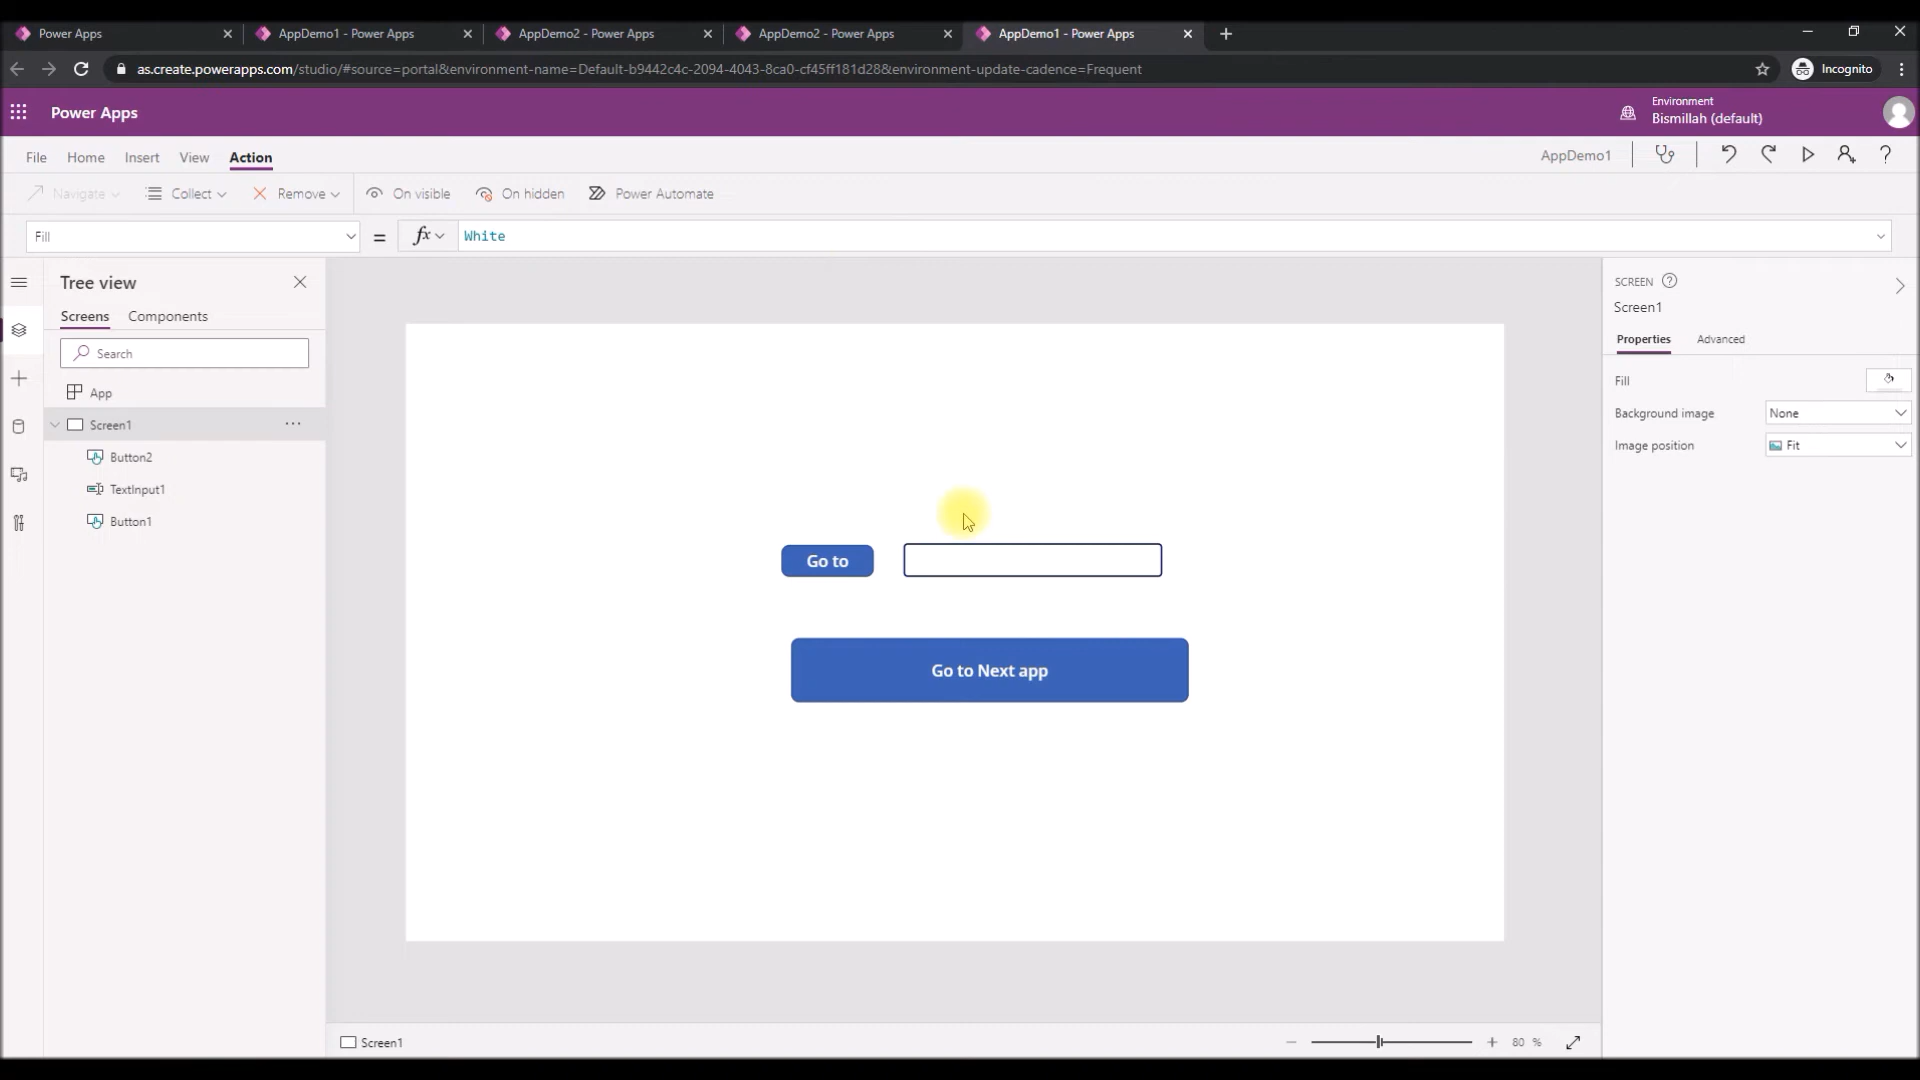 Power Apps
AppDemo1 - Power Apps
AppDemo2 - Power Apps
AppDemo2 - Power Apps
AppDemo1 - Power Apps
as.create.powerapps.com/studio/#source=portal&environment-name=Default-b9442c4c-2094-4043-8ca0-cf45ff181d28&environment-update-cadence=Frequent
Incognito
Power Apps
Environment
Bismillah (default)
File Home Insert View Action
AppDemo1
Navigate Collect Remove On visible On hidden Power Automate
Fill = fx White
Tree view
Screens Components
Search
App
Screen1
Button2
TextInput1
Button1
Go to
Go to Next app
SCREEN
Screen1
Properties Advanced
Fill
Background image None
Image position Fit
Screen1
80 %